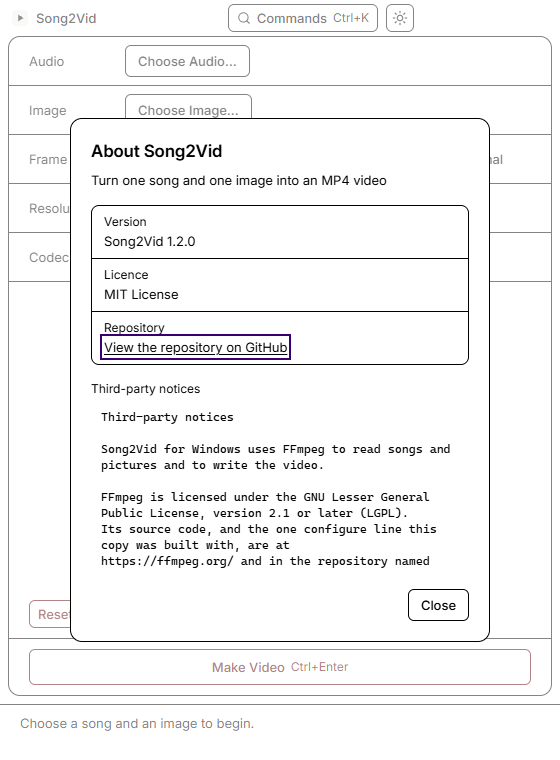 Song2Vid
Commands Ctrl+K
Audio
Choose Audio...
Image
Choose Image...
Frame
nal
Resolu
Codec
About Song2Vid
Turn one song and one image into an MP4 video
Version
Song2Vid 1.2.0
Licence
MIT License
Repository
View the repository on GitHub
Third-party notices
Third-party notices
Song2Vid for Windows uses FFmpeg to read songs and
pictures and to write the video.
FFmpeg is licensed under the GNU Lesser General
Public License, version 2.1 or later (LGPL).
Its source code, and the one configure line this
copy was built with, are at
https://ffmpeg.org/ and in the repository named
Close
Reset
Make Video Ctrl+Enter
Choose a song and an image to begin.